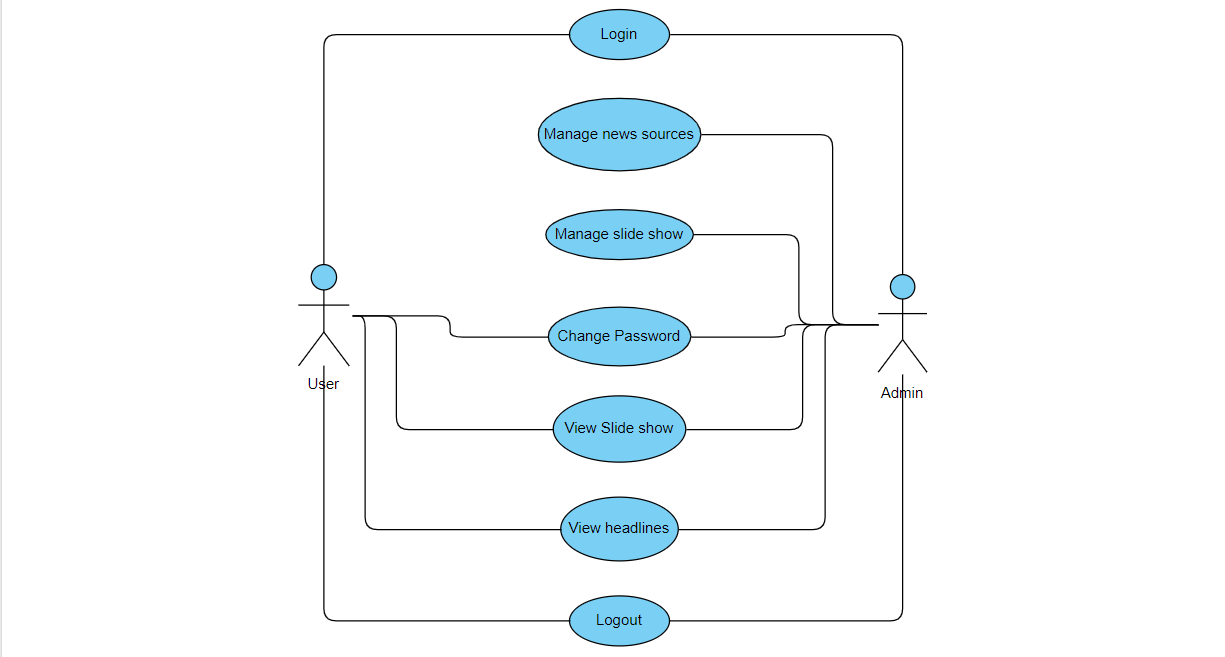 Login
Manage news sources
Manage slide show
Change Password
User
Admin
View Slide show
View headlines
Logout